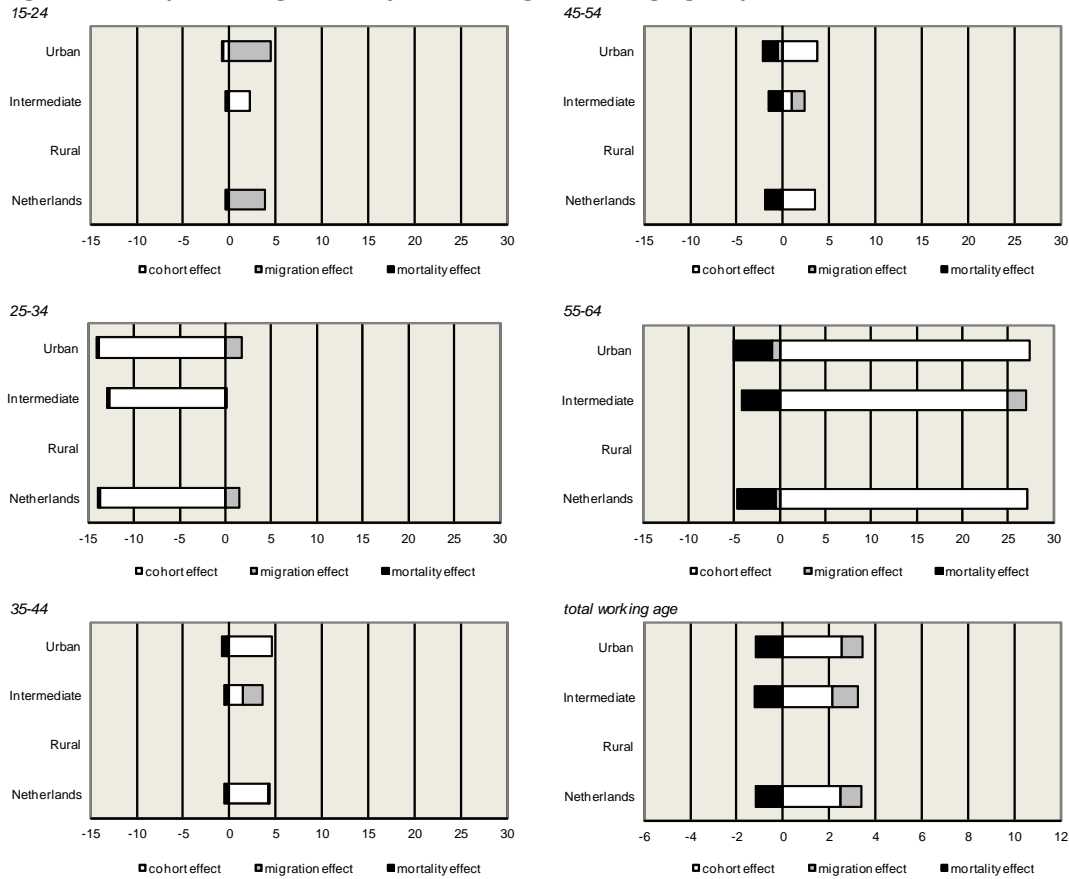 15-24
Urban
Intermediate
Rural
Netherlands
-15 -10 -5 0 5 10 15 20 25 30
cohort effect migration effect mortality effect
45-54
Urban
Intermediate
Rural
Netherlands
-15 -10 -5 0 5 10 15 20 25 30
cohort effect migration effect mortality effect
25-34
Urban
Intermediate
Rural
Netherlands
-15 -10 -5 0 5 10 15 20 25 30
cohort effect migration effect mortality effect
55-64
Urban
Intermediate
Rural
Netherlands
-15 -10 -5 0 5 10 15 20 25 30
cohort effect migration effect mortality effect
35-44
Urban
Intermediate
Rural
Netherlands
-15 -10 -5 0 5 10 15 20 25 30
cohort effect migration effect mortality effect
total working age
Urban
Intermediate
Rural
Netherlands
-6 -4 -2 0 2 4 6 8 10 12
cohort effect migration effect mortality effect